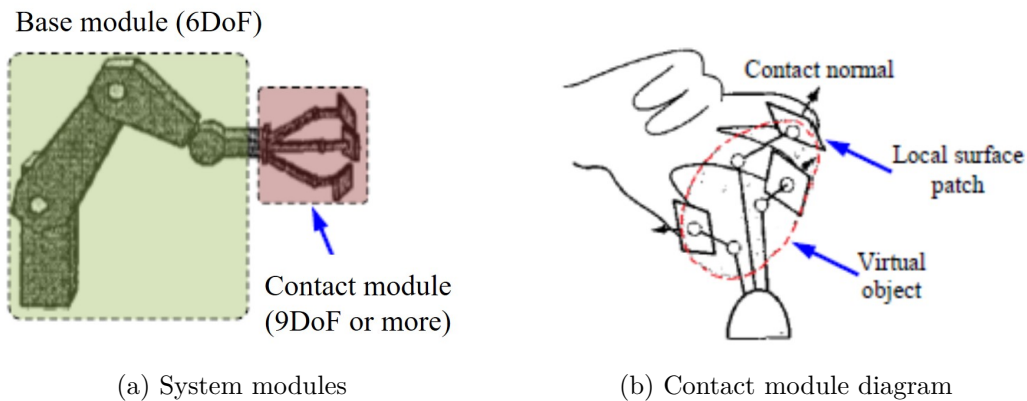 Base module (6DoF)
Contact module
(9DoF or more)
(a) System modules
Contact normal
Local surface
patch
Virtual
object
(b) Contact module diagram